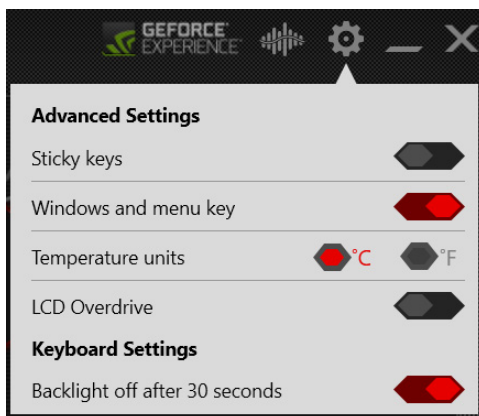 GEFORCE
EXPERIENCE
Advanced Settings
Sticky keys
Windows and menu key
Temperature units °C °F
LCD Overdrive
Keyboard Settings
Backlight off after 30 seconds